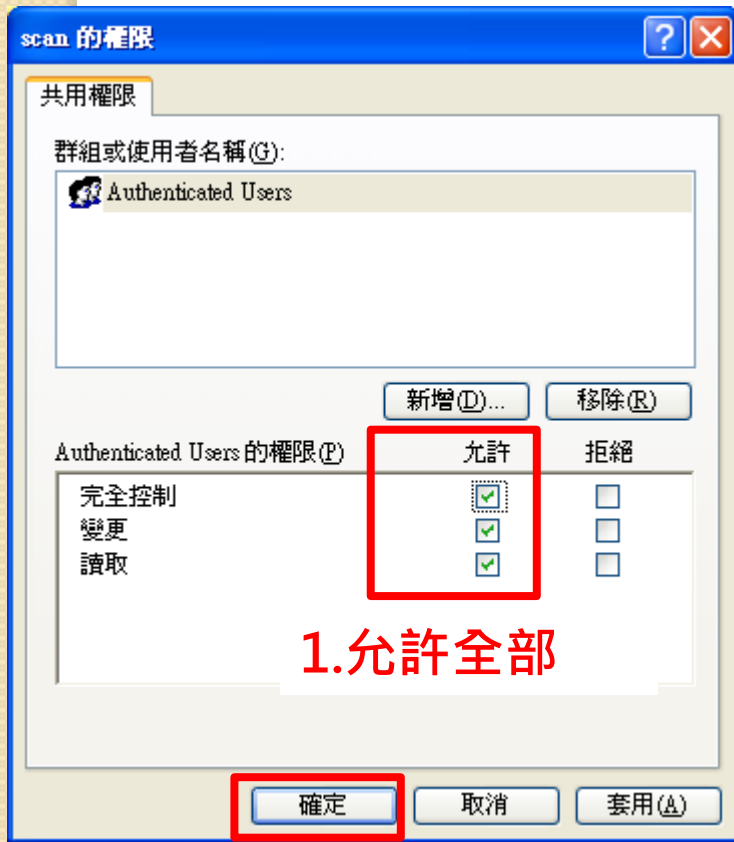 scan 的權限
共用權限
群組或使用者名稱(G):
Authenticated Users
新增(D)... 移除(R)
Authenticated Users 的權限(P) 允許 拒絕
完全控制
變更
讀取
1.允許全部
確定 取消 套用(A)